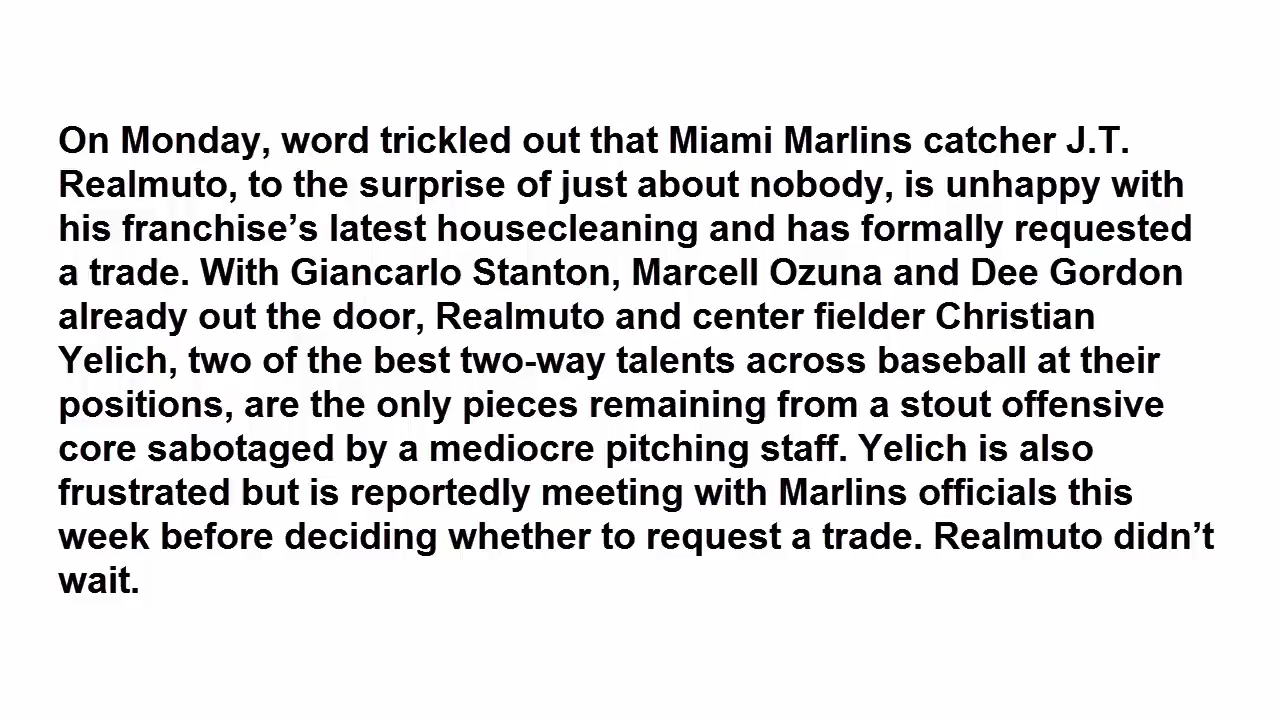 On Monday, word trickled out that Miami Marlins catcher J.T.
Realmuto, to the surprise of just about nobody, is unhappy with
his franchise’s latest housecleaning and has formally requested
a trade. With Giancarlo Stanton, Marcell Ozuna and Dee Gordon
already out the door, Realmuto and center fielder Christian
Yelich, two of the best two-way talents across baseball at their
positions, are the only pieces remaining from a stout offensive
core sabotaged by a mediocre pitching staff. Yelich is also
frustrated but is reportedly meeting with Marlins officials this
week before deciding whether to request a trade. Realmuto didn’t
wait.